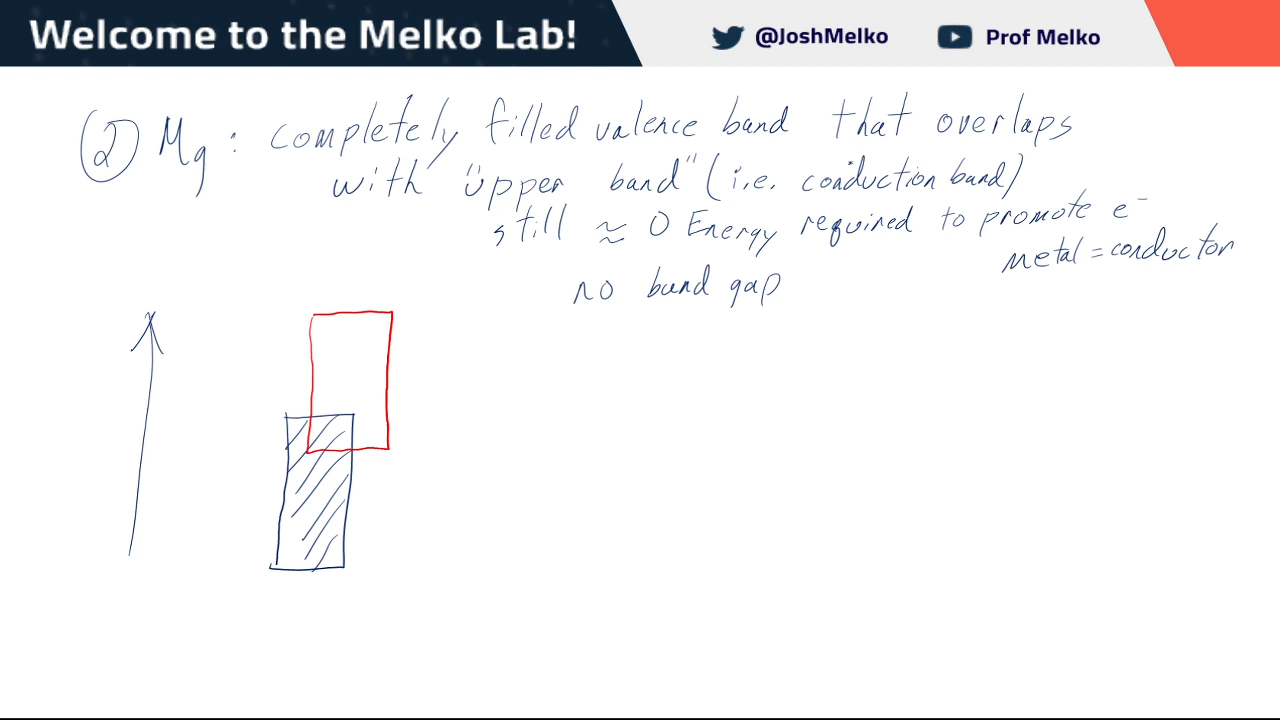 Welcome to the Melko Lab!
@JoshMelko
Prof Melko
② Mg : completely filled valence band that overlaps
with "upper band" (i.e. conduction band)
still ≈ 0 Energy required to promote e⁻
metal = conductor
no band gap